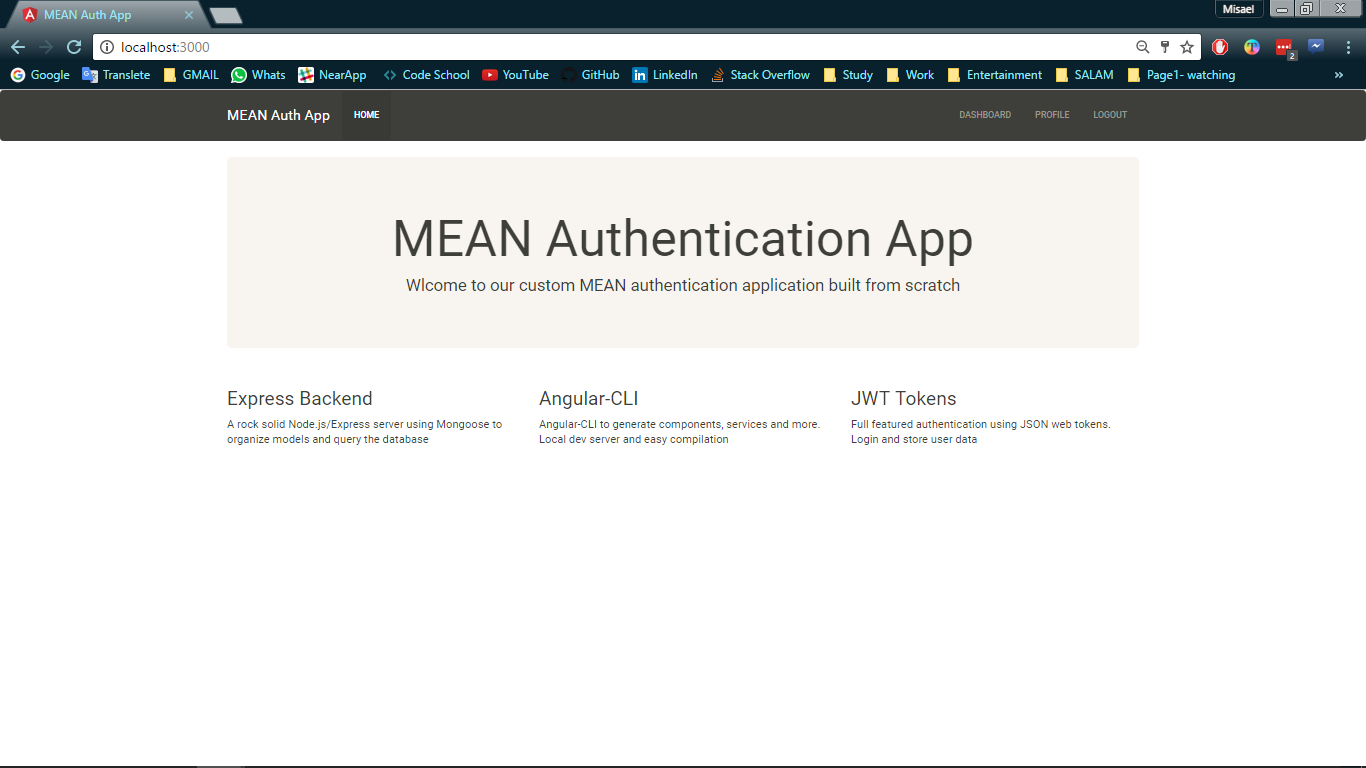 MEAN Auth App
Misael
localhost:3000
2
Google Translete GMAIL Whats NearApp Code School YouTube GitHub LinkedIn Stack Overflow Study Work Entertainment SALAM Page1- watching »
MEAN Auth App HOME DASHBOARD PROFILE LOGOUT
MEAN Authentication App
Wlcome to our custom MEAN authentication application built from scratch
Express Backend
A rock solid Node.js/Express server using Mongoose to
organize models and query the database
Angular-CLI
Angular-CLI to generate components, services and more.
Local dev server and easy compilation
JWT Tokens
Full featured authentication using JSON web tokens.
Login and store user data